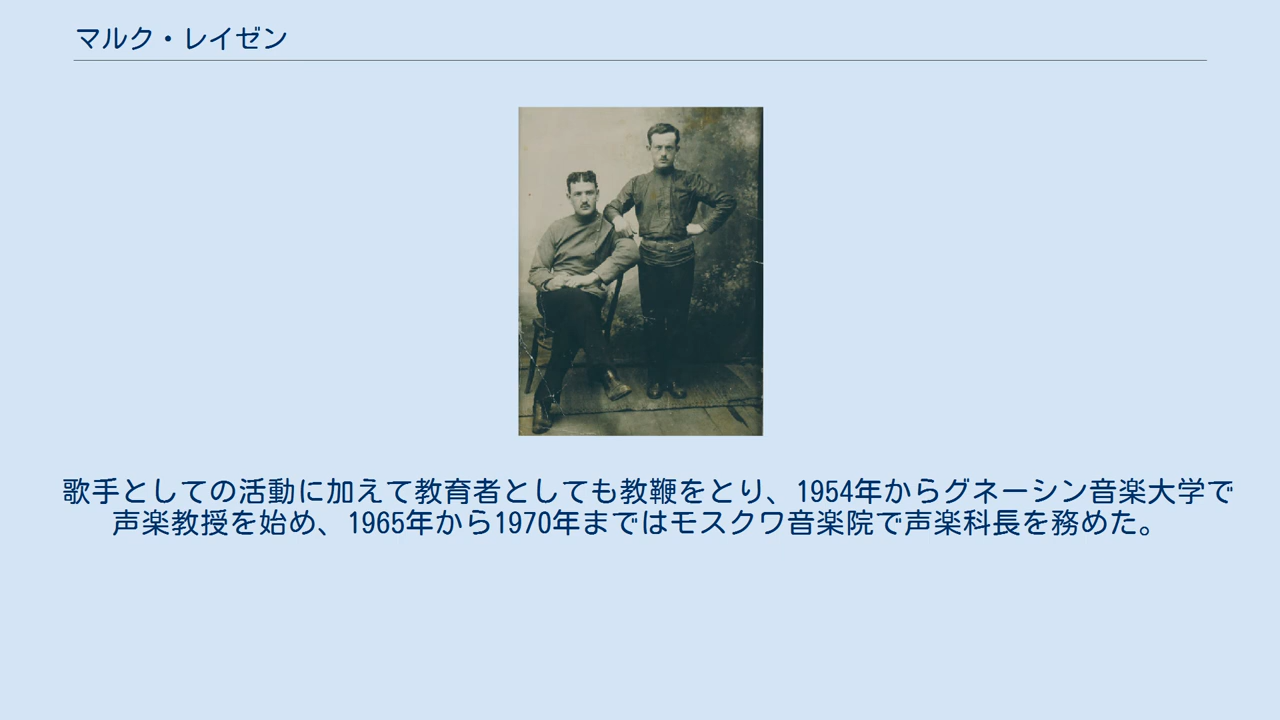 マルク・レイゼン
歌手としての活動に加えて教育者としても教鞭をとり、1954年からグネーシン音楽大学で
声楽教授を始め、1965年から1970年まではモスクワ音楽院で声楽科長を務めた。